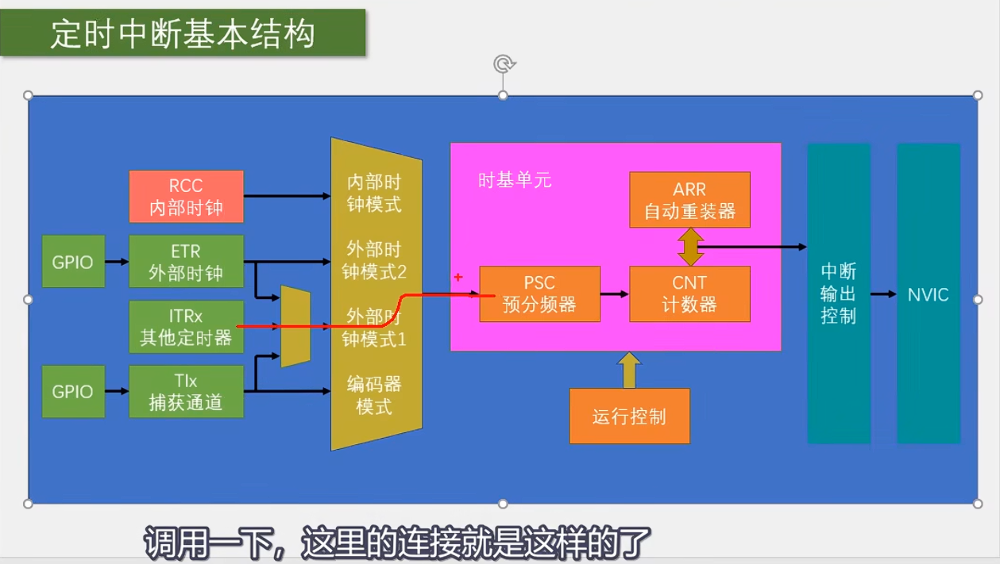 定时中断基本结构
RCC
内部时钟
GPIO
ETR
外部时钟
ITRx
其他定时器
GPIO
TIx
捕获通道
内部时
钟模式
外部时
钟模式2
外部时
钟模式1
编码器
模式
时基单元
ARR
自动重装器
PSC
预分频器
CNT
计数器
运行控制
中断
输出
控制
NVIC
调用一下，这里的连接就是这样的了